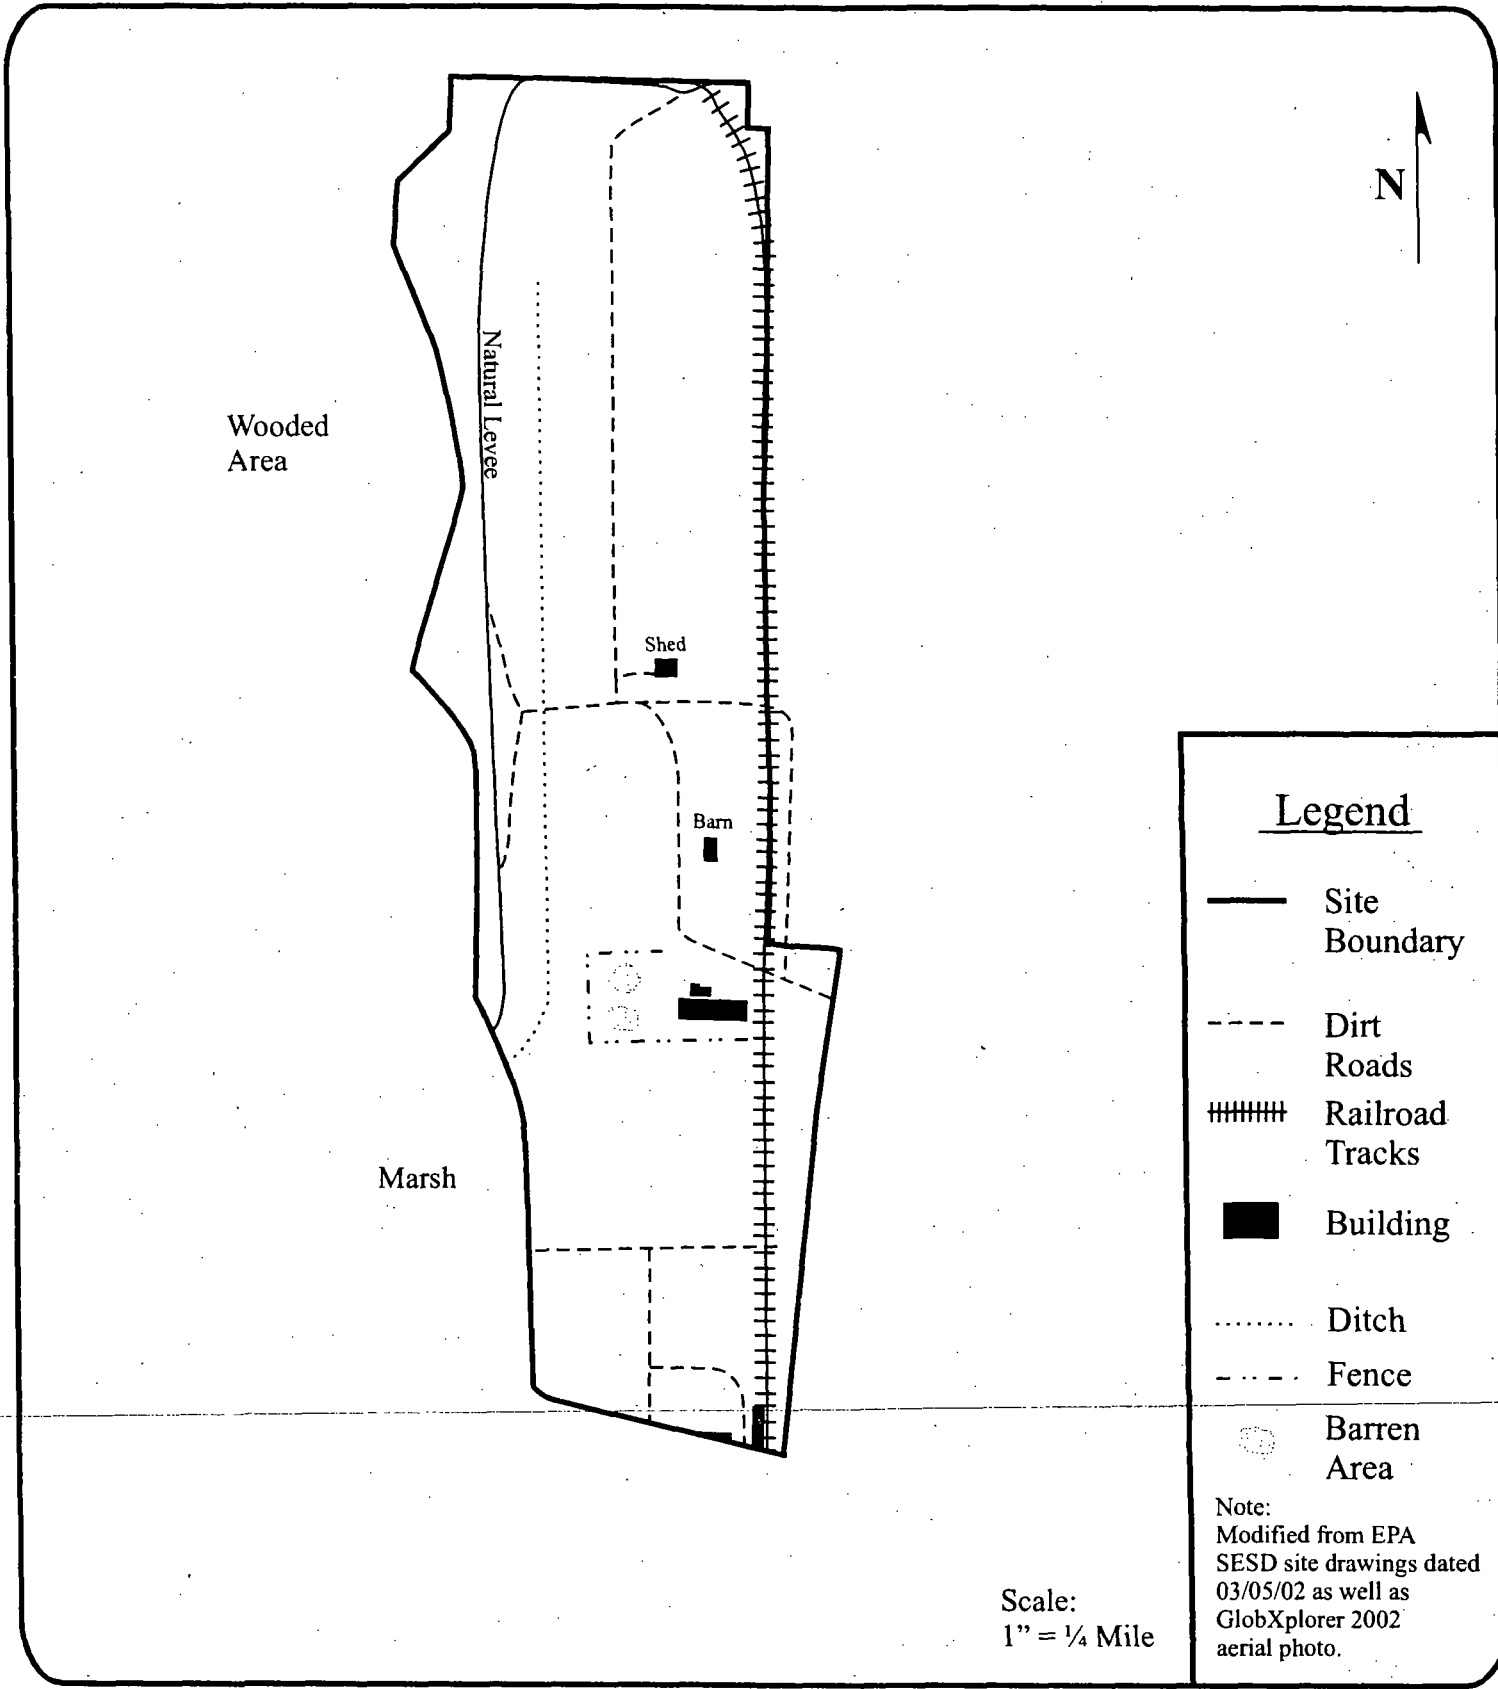 N
Natural Levee
Wooded
Area
Shed
Barn
Marsh
Legend
Site
Boundary
Dirt
Roads
Railroad
Tracks
Building
Ditch
Fence
Barren
Area
Note:
Modified from EPA
SESD site drawings dated
03/05/02 as well as
GlobXplorer 2002
aerial photo.
Scale:
1” = ¼ Mile